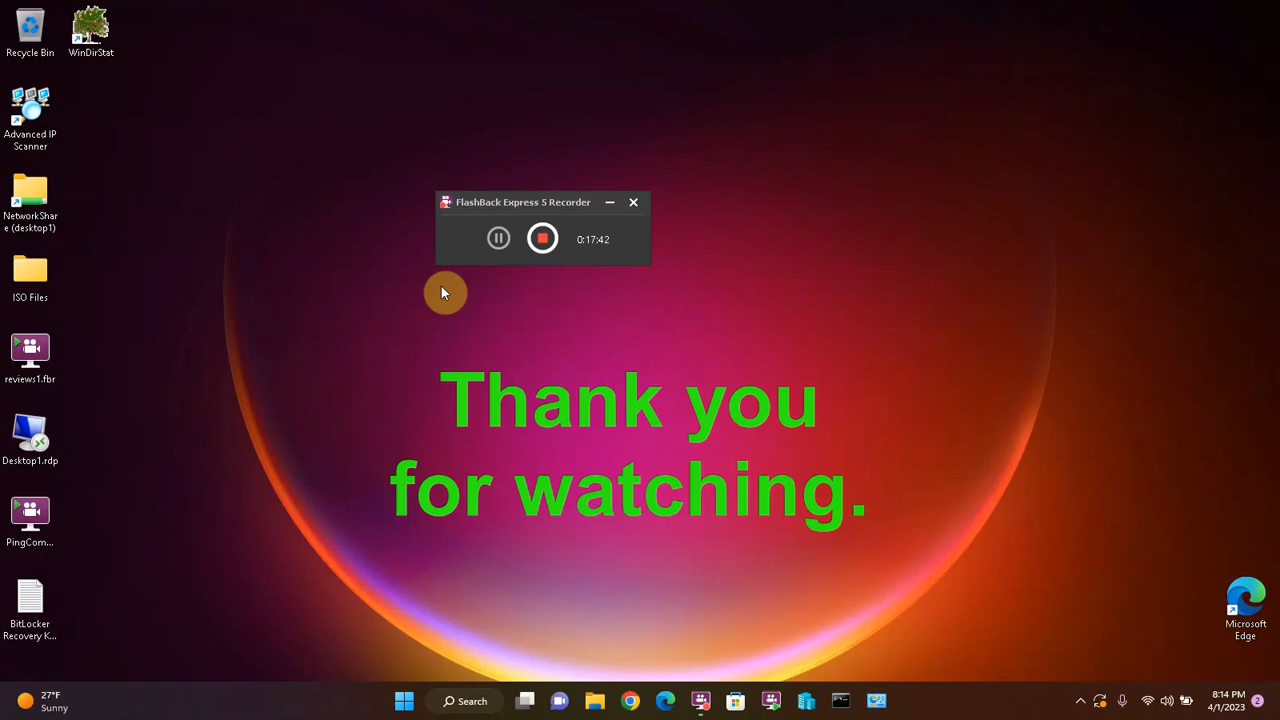 Recycle Bin
WinDirStat
Advanced IP
Scanner
NetworkShar
e (desktop1)
ISO Files
reviews1.fbr
Desktop1.rdp
PingCom...
BitLocker
Recovery K...
FlashBack Express 5 Recorder
0:17:42
Thank you
for watching.
Microsoft
Edge
27°F
Sunny
Search
8:14 PM
4/1/2023
2